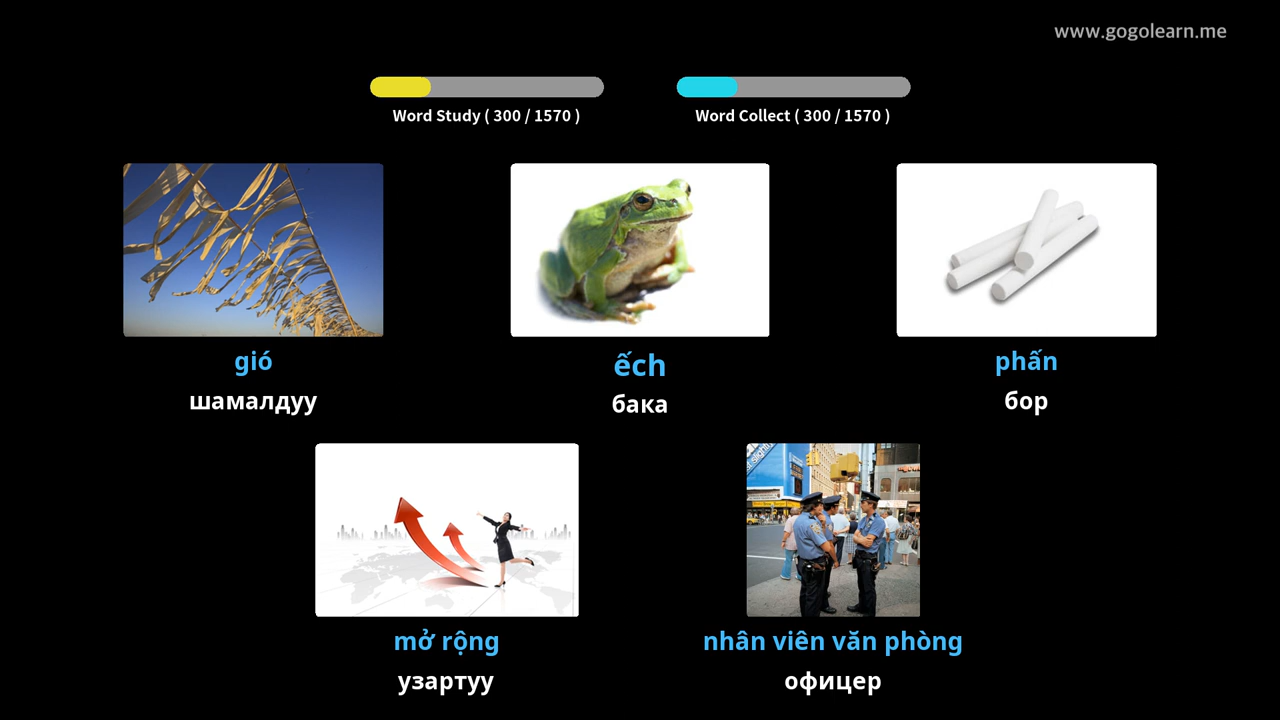 www.gogolearn.me
Word Study ( 300 / 1570 )
Word Collect ( 300 / 1570 )
gió
ếch
phấn
шамалдуу
бака
бор
mở rộng
nhân viên văn phòng
узартуу
офицер